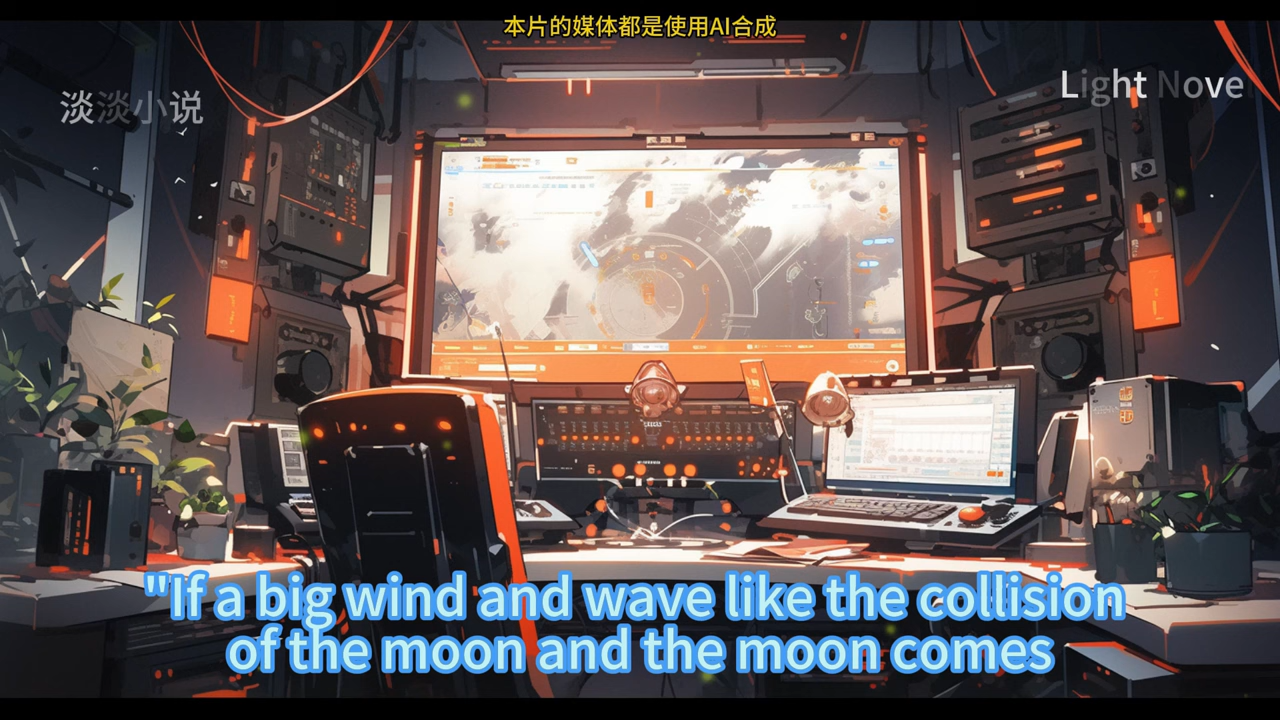 本片的媒体都是使用AI合成
淡淡小说
Light Nove
"If a big wind and wave like the collision
of the moon and the moon comes